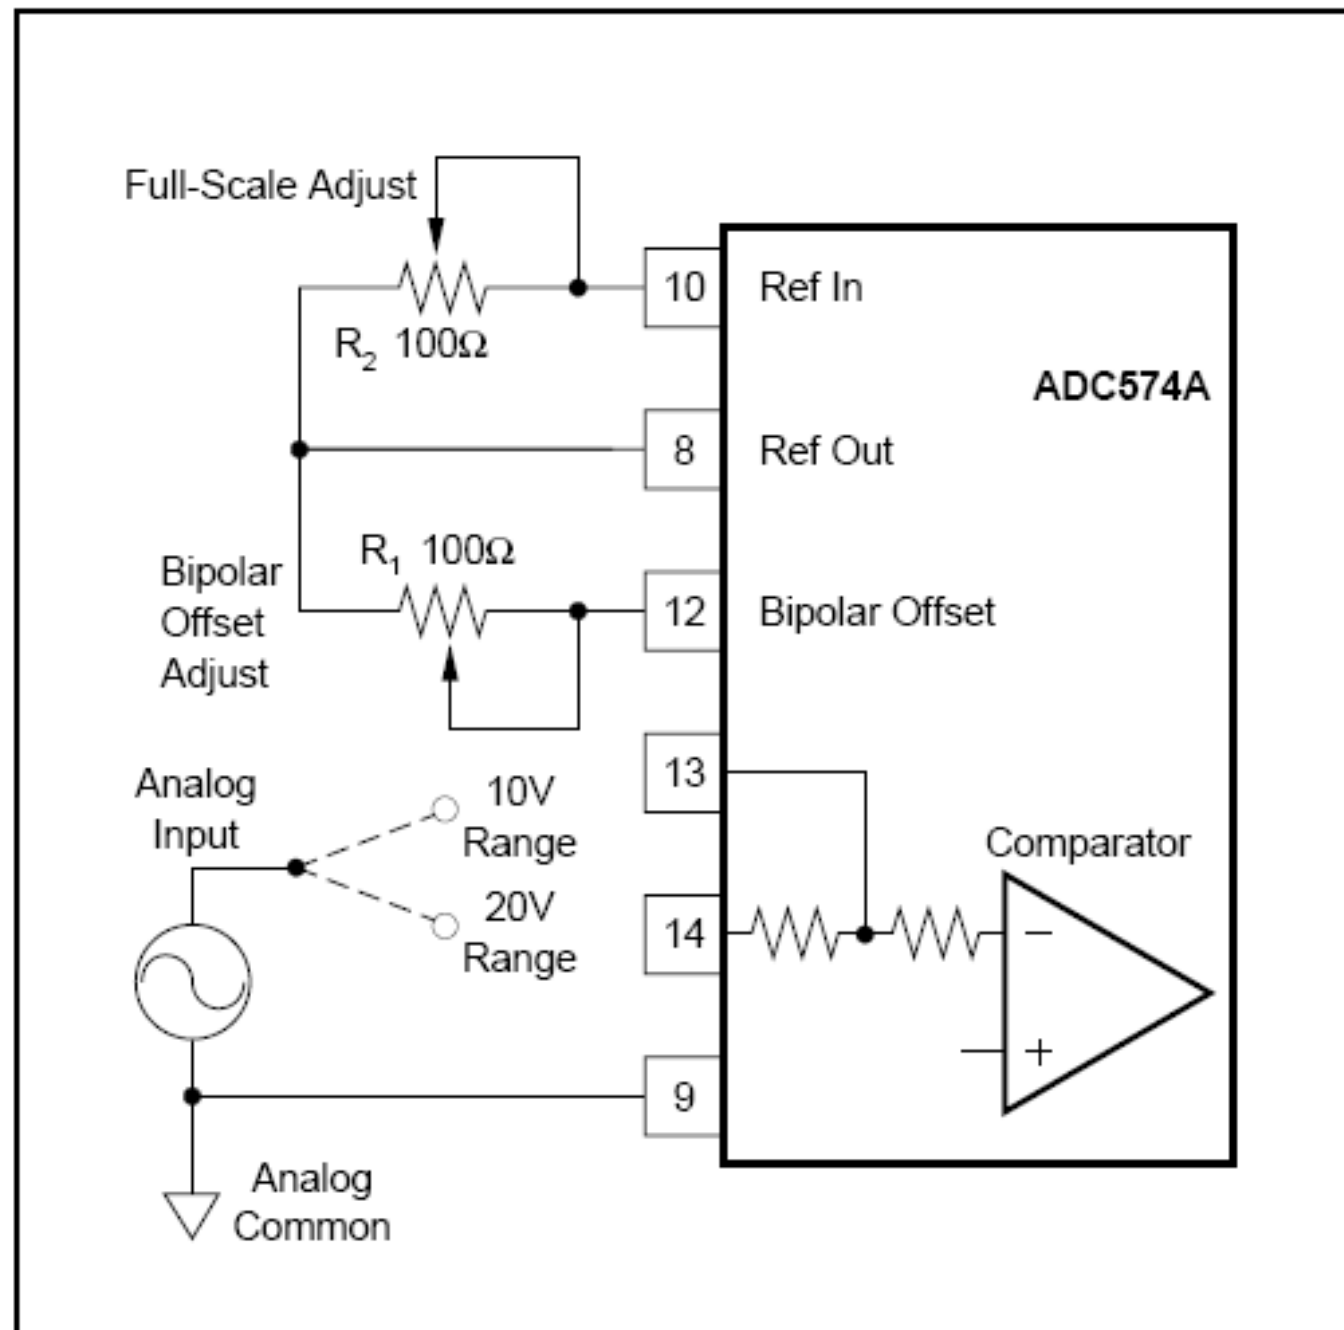 Full-Scale Adjust
R2 100Ω
10
Ref In
ADC574A
8
Ref Out
R1 100Ω
Bipolar
Offset
Adjust
12
Bipolar Offset
13
Analog
Input
10V
Range
20V
Range
14
Comparator
−
+
9
Analog
Common